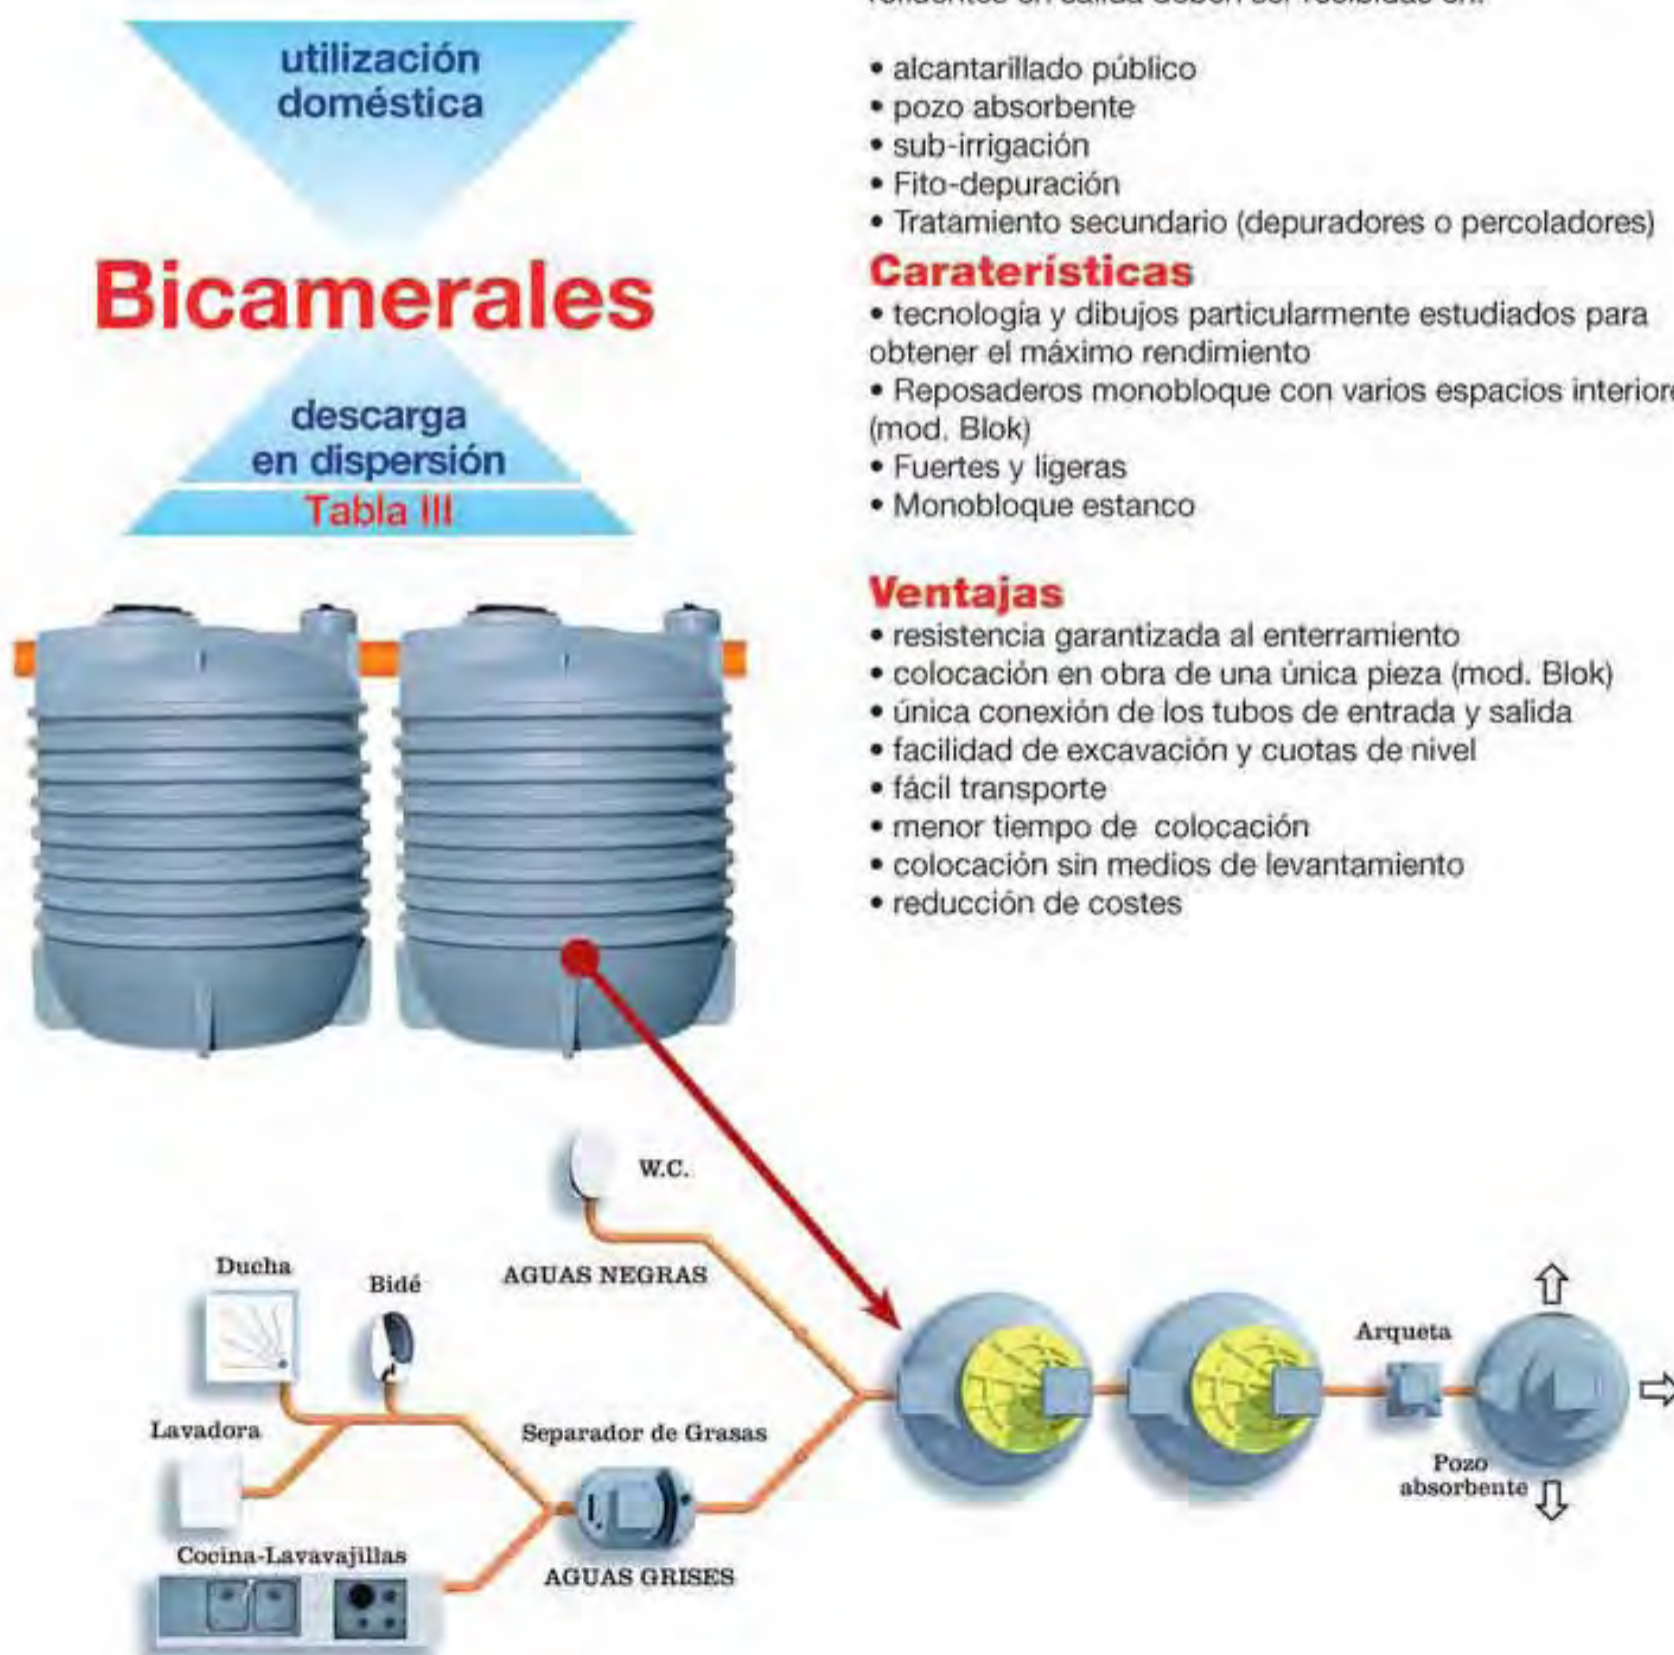 utilización
doméstica
Bicamerales
descarga
en dispersión
Tabla III
• alcantarillado público
• pozo absorbente
• sub-irrigación
• Fito-depuración
• Tratamiento secundario (depuradores o percoladores)
Caraterísticas
• tecnología y dibujos particularmente estudiados para
obtener el máximo rendimiento
• Reposaderos monobloque con varios espacios
(mod. Blok)
• Fuertes y ligeras
• Monobloque estanco
Ventajas
• resistencia garantizada al enterramiento
• colocación en obra de una única pieza (mod. Blok)
• única conexión de los tubos de entrada y salida
• facilidad de excavación y cuotas de nivel
• fácil transporte
• menor tiempo de colocación
• colocación sin medios de levantamiento
• reducción de costes
W.C.
AGUAS NEGRAS
Ducha
Bidé
Lavadora
Separador de Grasas
Cocina-Lavavajillas
AGUAS GRISES
Arqueta
Pozo
absorbente